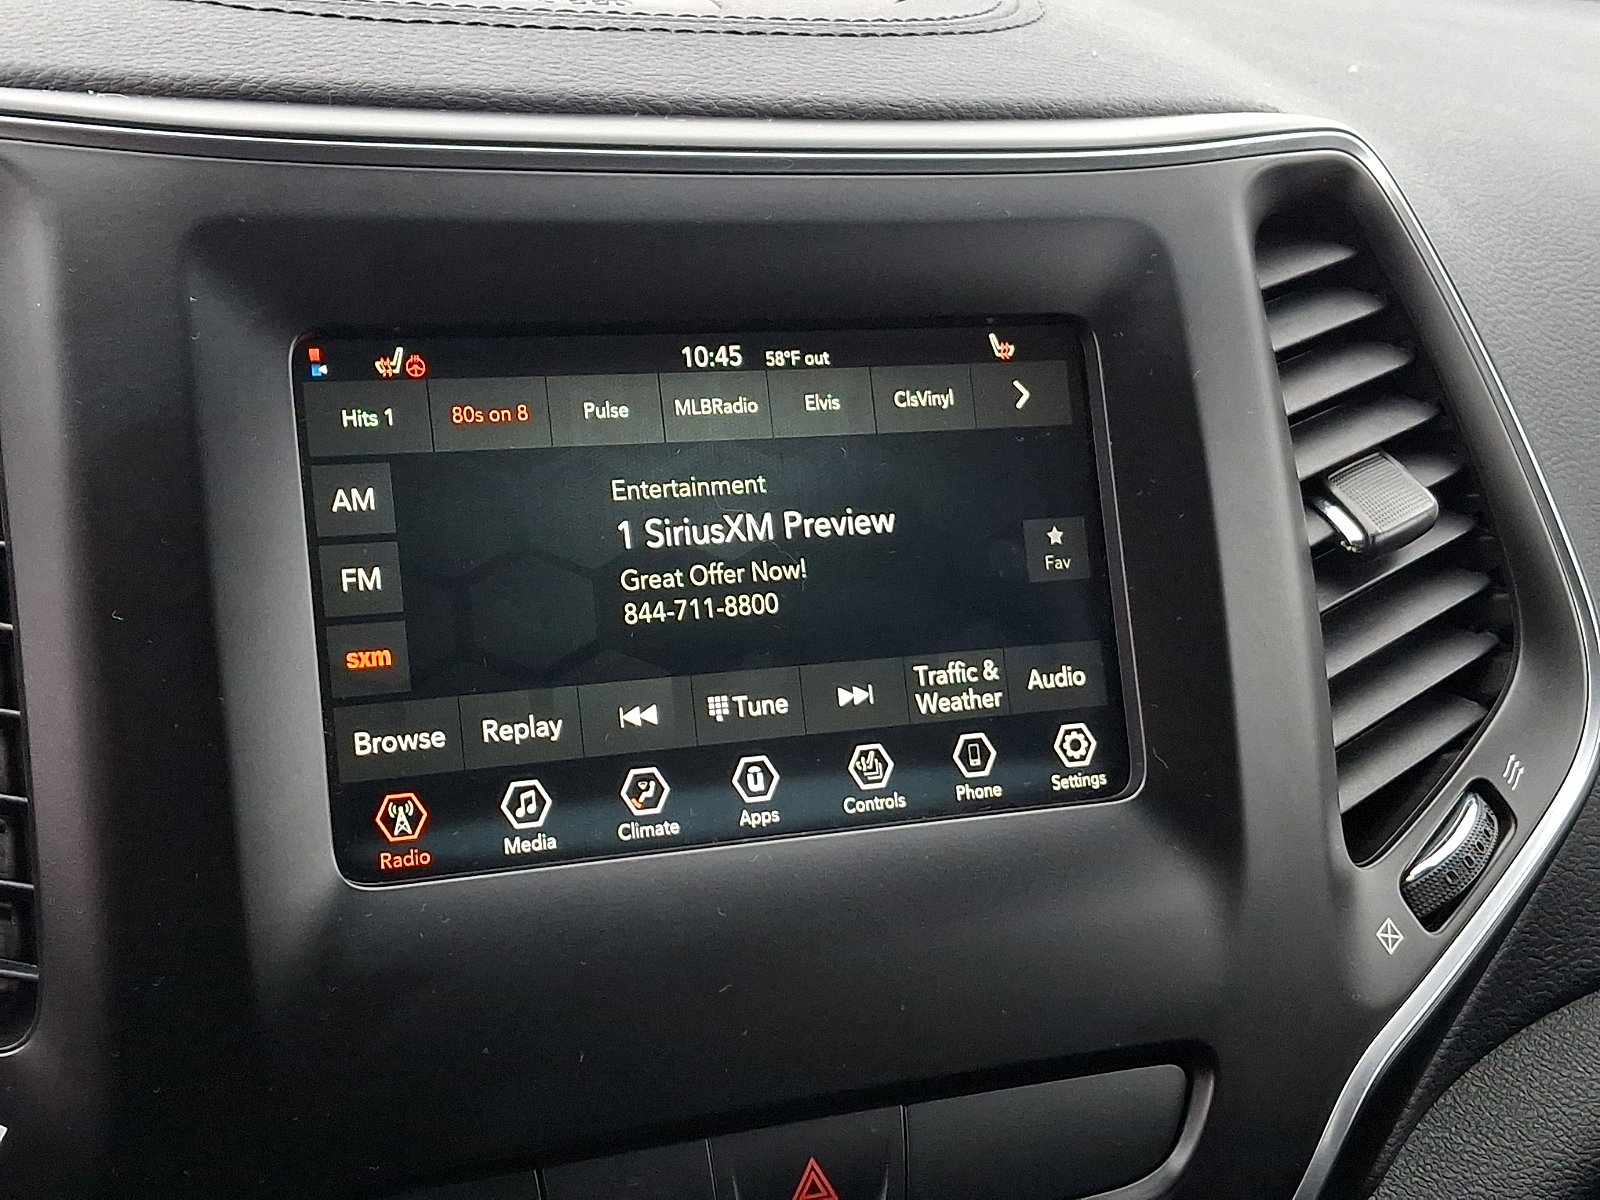 10:45 58°F out
Hits 1 80s on 8 Pulse MLBRadio Elvis ClsVinyl
AM
FM
sxm
Entertainment
1 SiriusXM Preview
Great Offer Now!
844-711-8800
Fav
Browse Replay Tune Traffic &
Weather Audio
Radio Media Climate Apps Controls Phone Settings